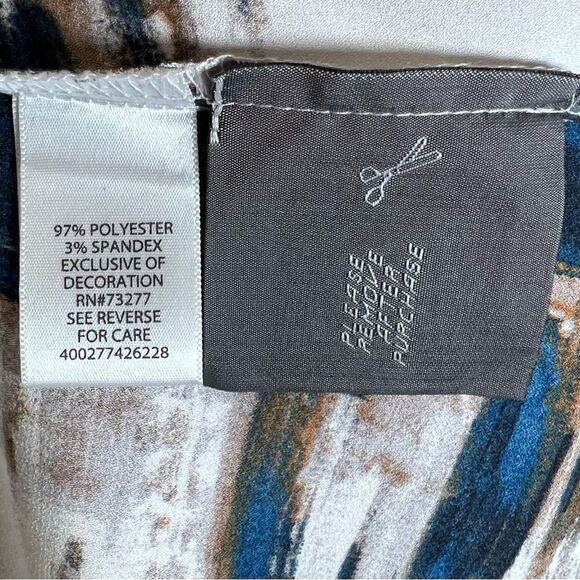 97% POLYESTER
3% SPANDEX
EXCLUSIVE OF
DECORATION
RN#73277
SEE REVERSE
FOR CARE
400277426228
PLEASE
REMOVE
AFTER
PURCHASE